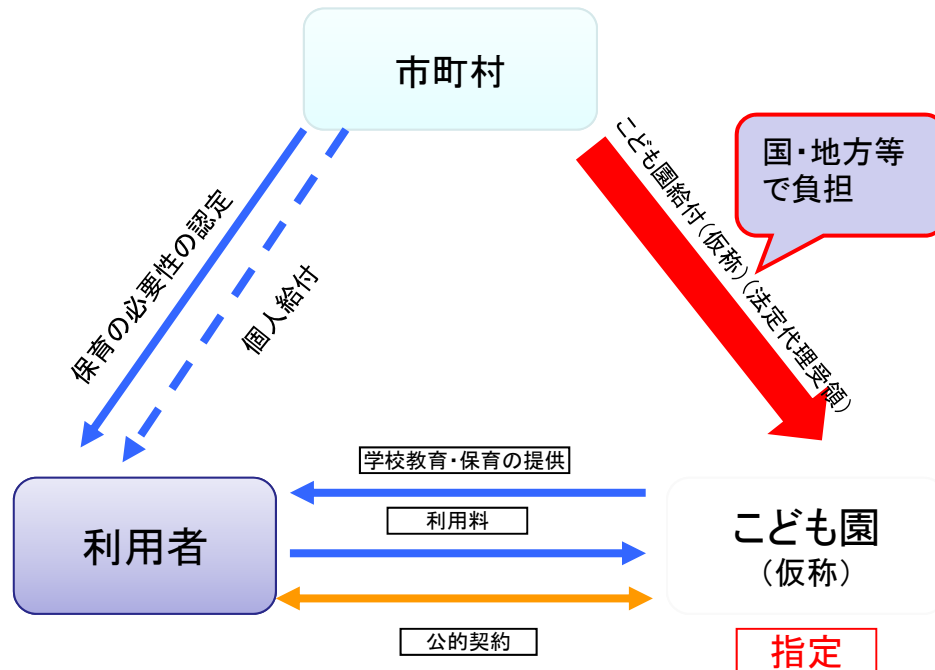 市町村
国・地方等
で負担
こども園給付（仮称）（法定代理受領）
保育の必要性の認定
個人給付
学校教育・保育の提供
利用者
利用料
こども園
（仮称）
公的契約
指定